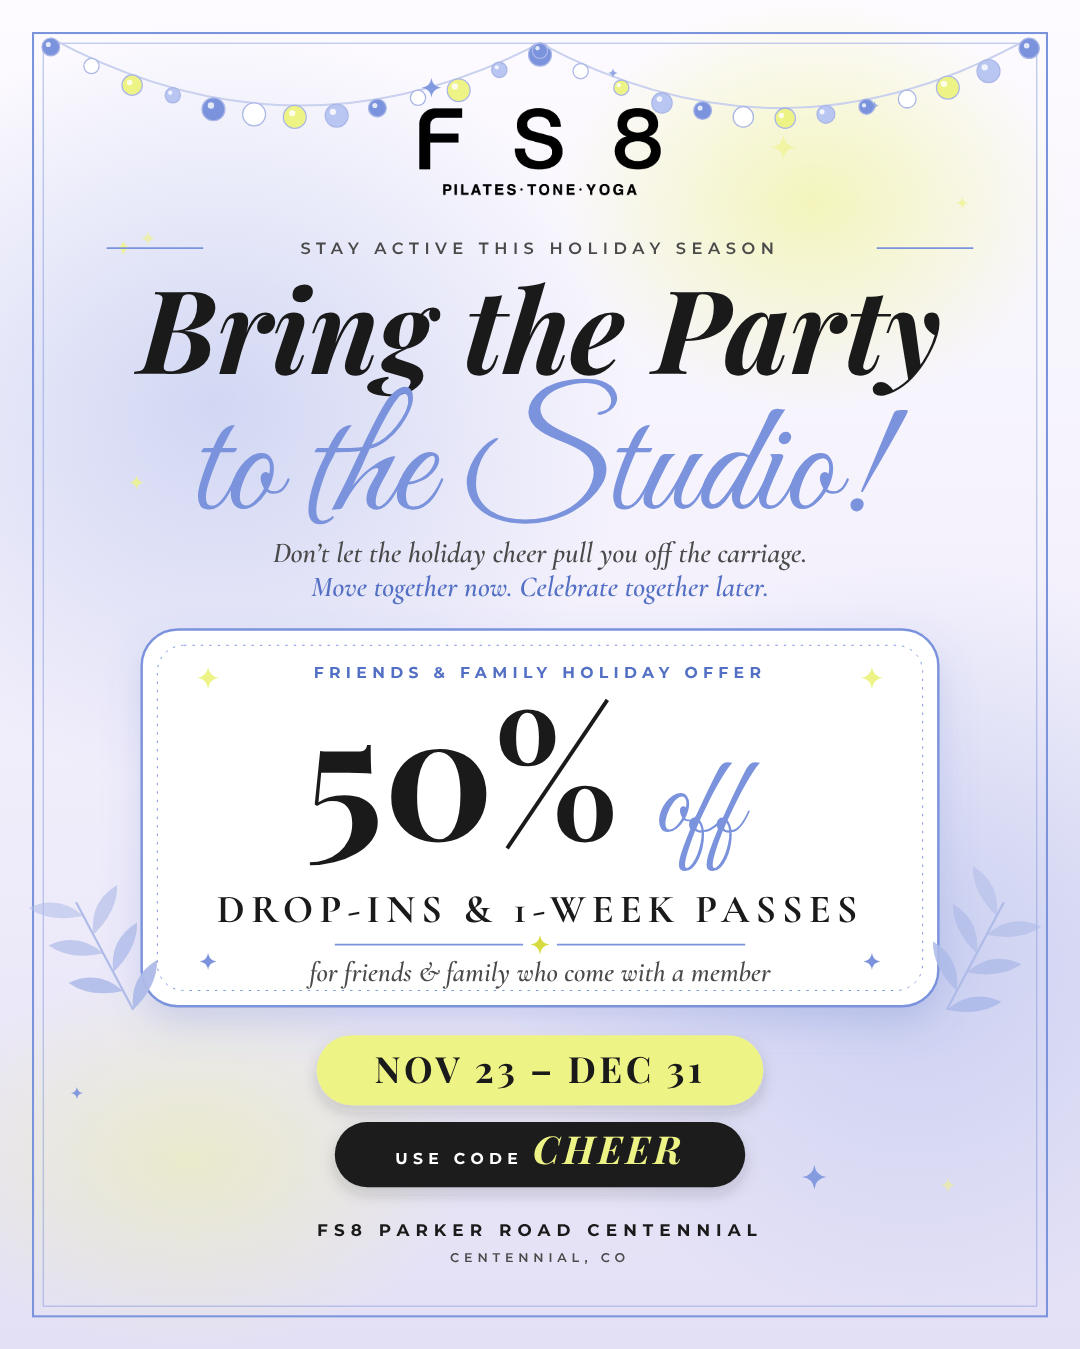 FS8
PILATES·TONE·YOGA
STAY ACTIVE THIS HOLIDAY SEASON
Bring the Party
to the Studio!
Don’t let the holiday cheer pull you off the carriage.
Move together now. Celebrate together later.
FRIENDS & FAMILY HOLIDAY OFFER
50% off
DROP-INS & 1-WEEK PASSES
for friends & family who come with a member
NOV 23 – DEC 31
USE CODE CHEER
FS8 PARKER ROAD CENTENNIAL
CENTENNIAL, CO